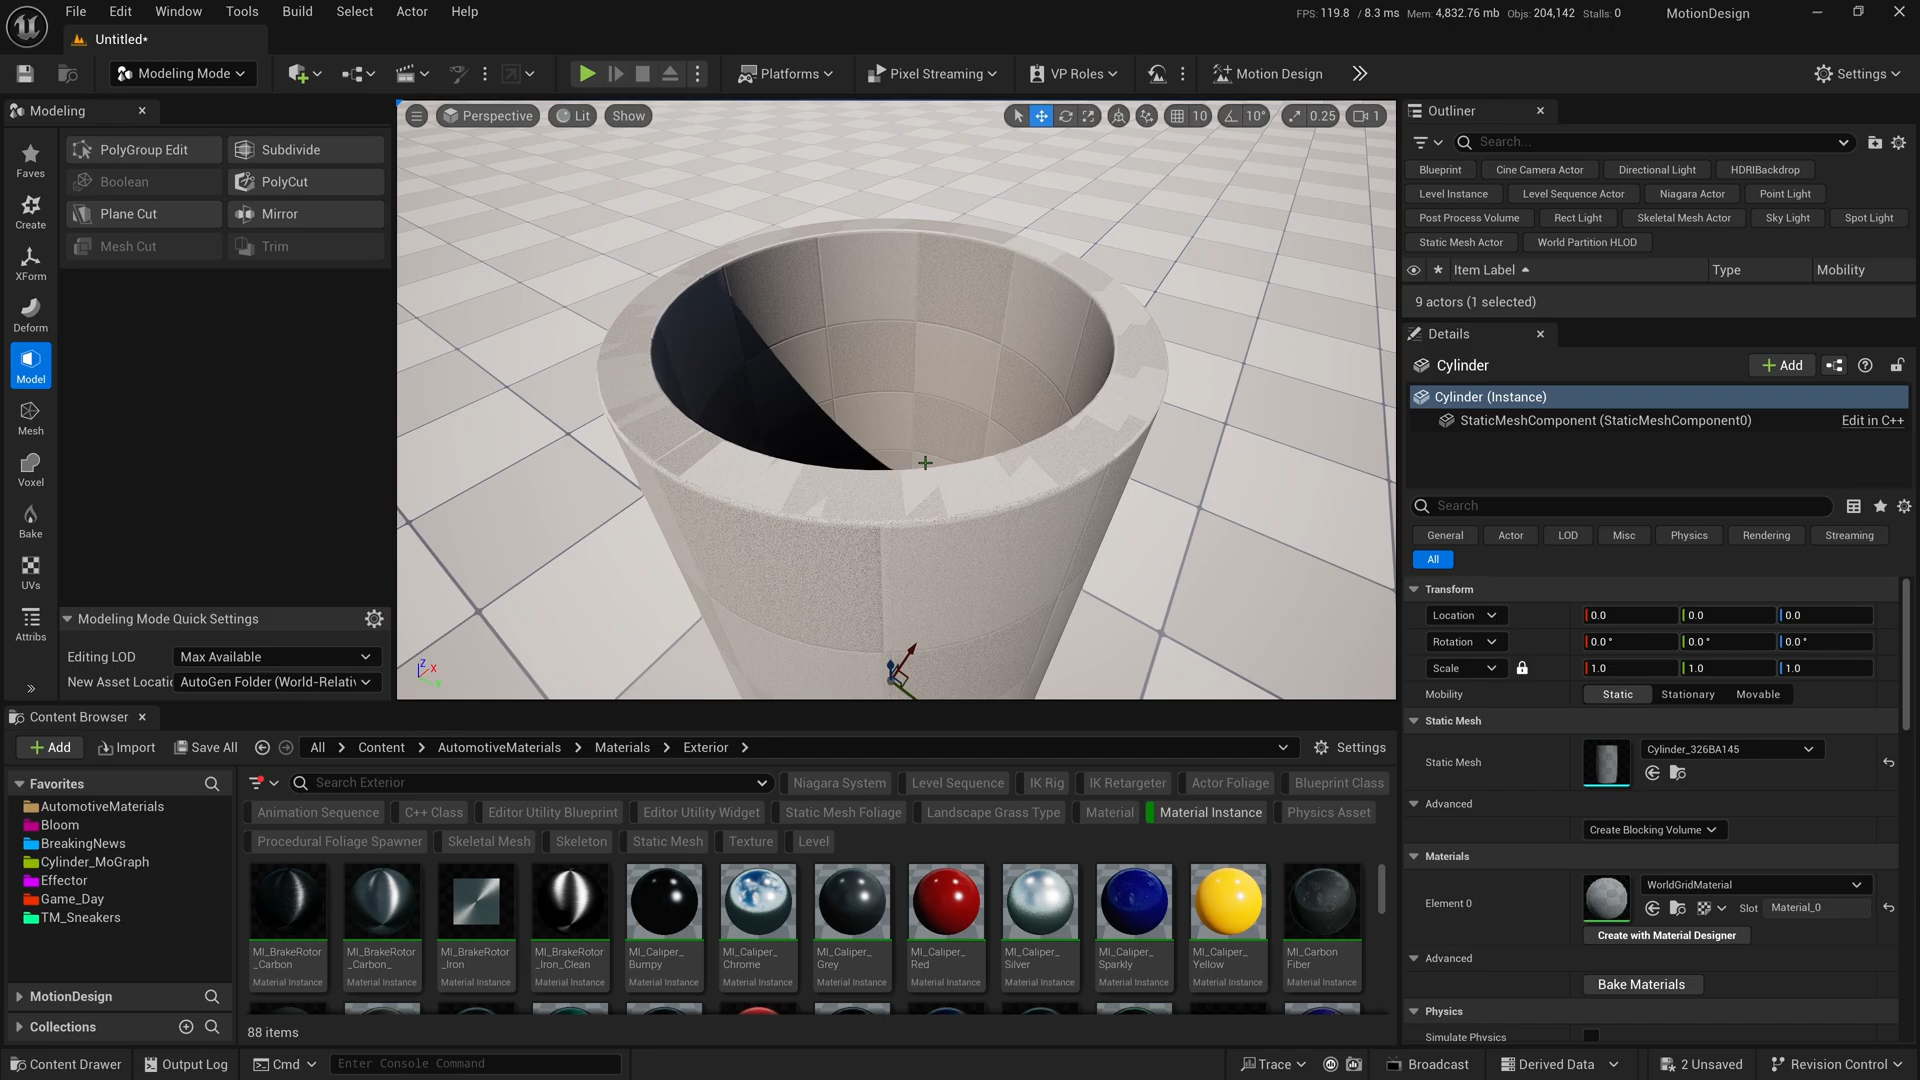 File Edit Window Tools Build Select Actor Help
FPS: 119.8 / 8.3 ms Mem: 4,832.76 mb Objs: 204,142 Stalls: 0 MotionDesign
Untitled*
Modeling Mode Platforms Pixel Streaming VP Roles Motion Design Settings
Modeling
Faves
Create
XForm
Deform
Model
Mesh
Voxel
Bake
UVs
Attribs
PolyGroup Edit Subdivide
Boolean PolyCut
Plane Cut Mirror
Mesh Cut Trim
Modeling Mode Quick Settings
Editing LOD Max Available
New Asset Locatic AutoGen Folder (World-Relativ
Perspective Lit Show 10 10° 0.25 1
Z X
Y
Outliner
Search...
Blueprint Cine Camera Actor Directional Light HDRIBackdrop
Level Instance Level Sequence Actor Niagara Actor Point Light
Post Process Volume Rect Light Skeletal Mesh Actor Sky Light Spot Light
Static Mesh Actor World Partition HLOD
Item Label Type Mobility
9 actors (1 selected)
Details
Cylinder Add
Cylinder (Instance)
StaticMeshComponent (StaticMeshComponent0) Edit in C++
Search
General Actor LOD Misc Physics Rendering Streaming
All
Transform
Location 0.0 0.0 0.0
Rotation 0.0 ° 0.0 ° 0.0 °
Scale 1.0 1.0 1.0
Mobility Static Stationary Movable
Static Mesh
Static Mesh Cylinder_326BA145
Advanced
Create Blocking Volume
Materials
Element 0 WorldGridMaterial
Slot Material_0
Create with Material Designer
Advanced
Bake Materials
Physics
Simulate Physics
Content Browser
Add Import Save All All Content AutomotiveMaterials Materials Exterior Settings
Favorites
AutomotiveMaterials
Bloom
BreakingNews
Cylinder_MoGraph
Effector
Game_Day
TM_Sneakers
MotionDesign
Collections
Search Exterior Niagara System Level Sequence IK Rig IK Retargeter Actor Foliage Blueprint Class
Animation Sequence C++ Class Editor Utility Blueprint Editor Utility Widget Static Mesh Foliage Landscape Grass Type Material Material Instance Physics Asset
Procedural Foliage Spawner Skeletal Mesh Skeleton Static Mesh Texture Level
MI_BrakeRotor MI_BrakeRotor MI_BrakeRotor MI_BrakeRotor MI_Caliper_ MI_Caliper_ MI_Caliper_ MI_Caliper_ MI_Caliper_ MI_Caliper_ MI_Caliper_ MI_Carbon
_Carbon _Carbon_ _Iron _Iron_Clean Bumpy Chrome Grey Red Silver Sparkly Yellow Fiber
Material Instance Material Instance Material Instance Material Instance Material Instance Material Instance Material Instance Material Instance Material Instance Material Instance Material Instance Material Instance
88 items
Content Drawer Output Log Cmd Enter Console Command Trace Broadcast Derived Data 2 Unsaved Revision Control